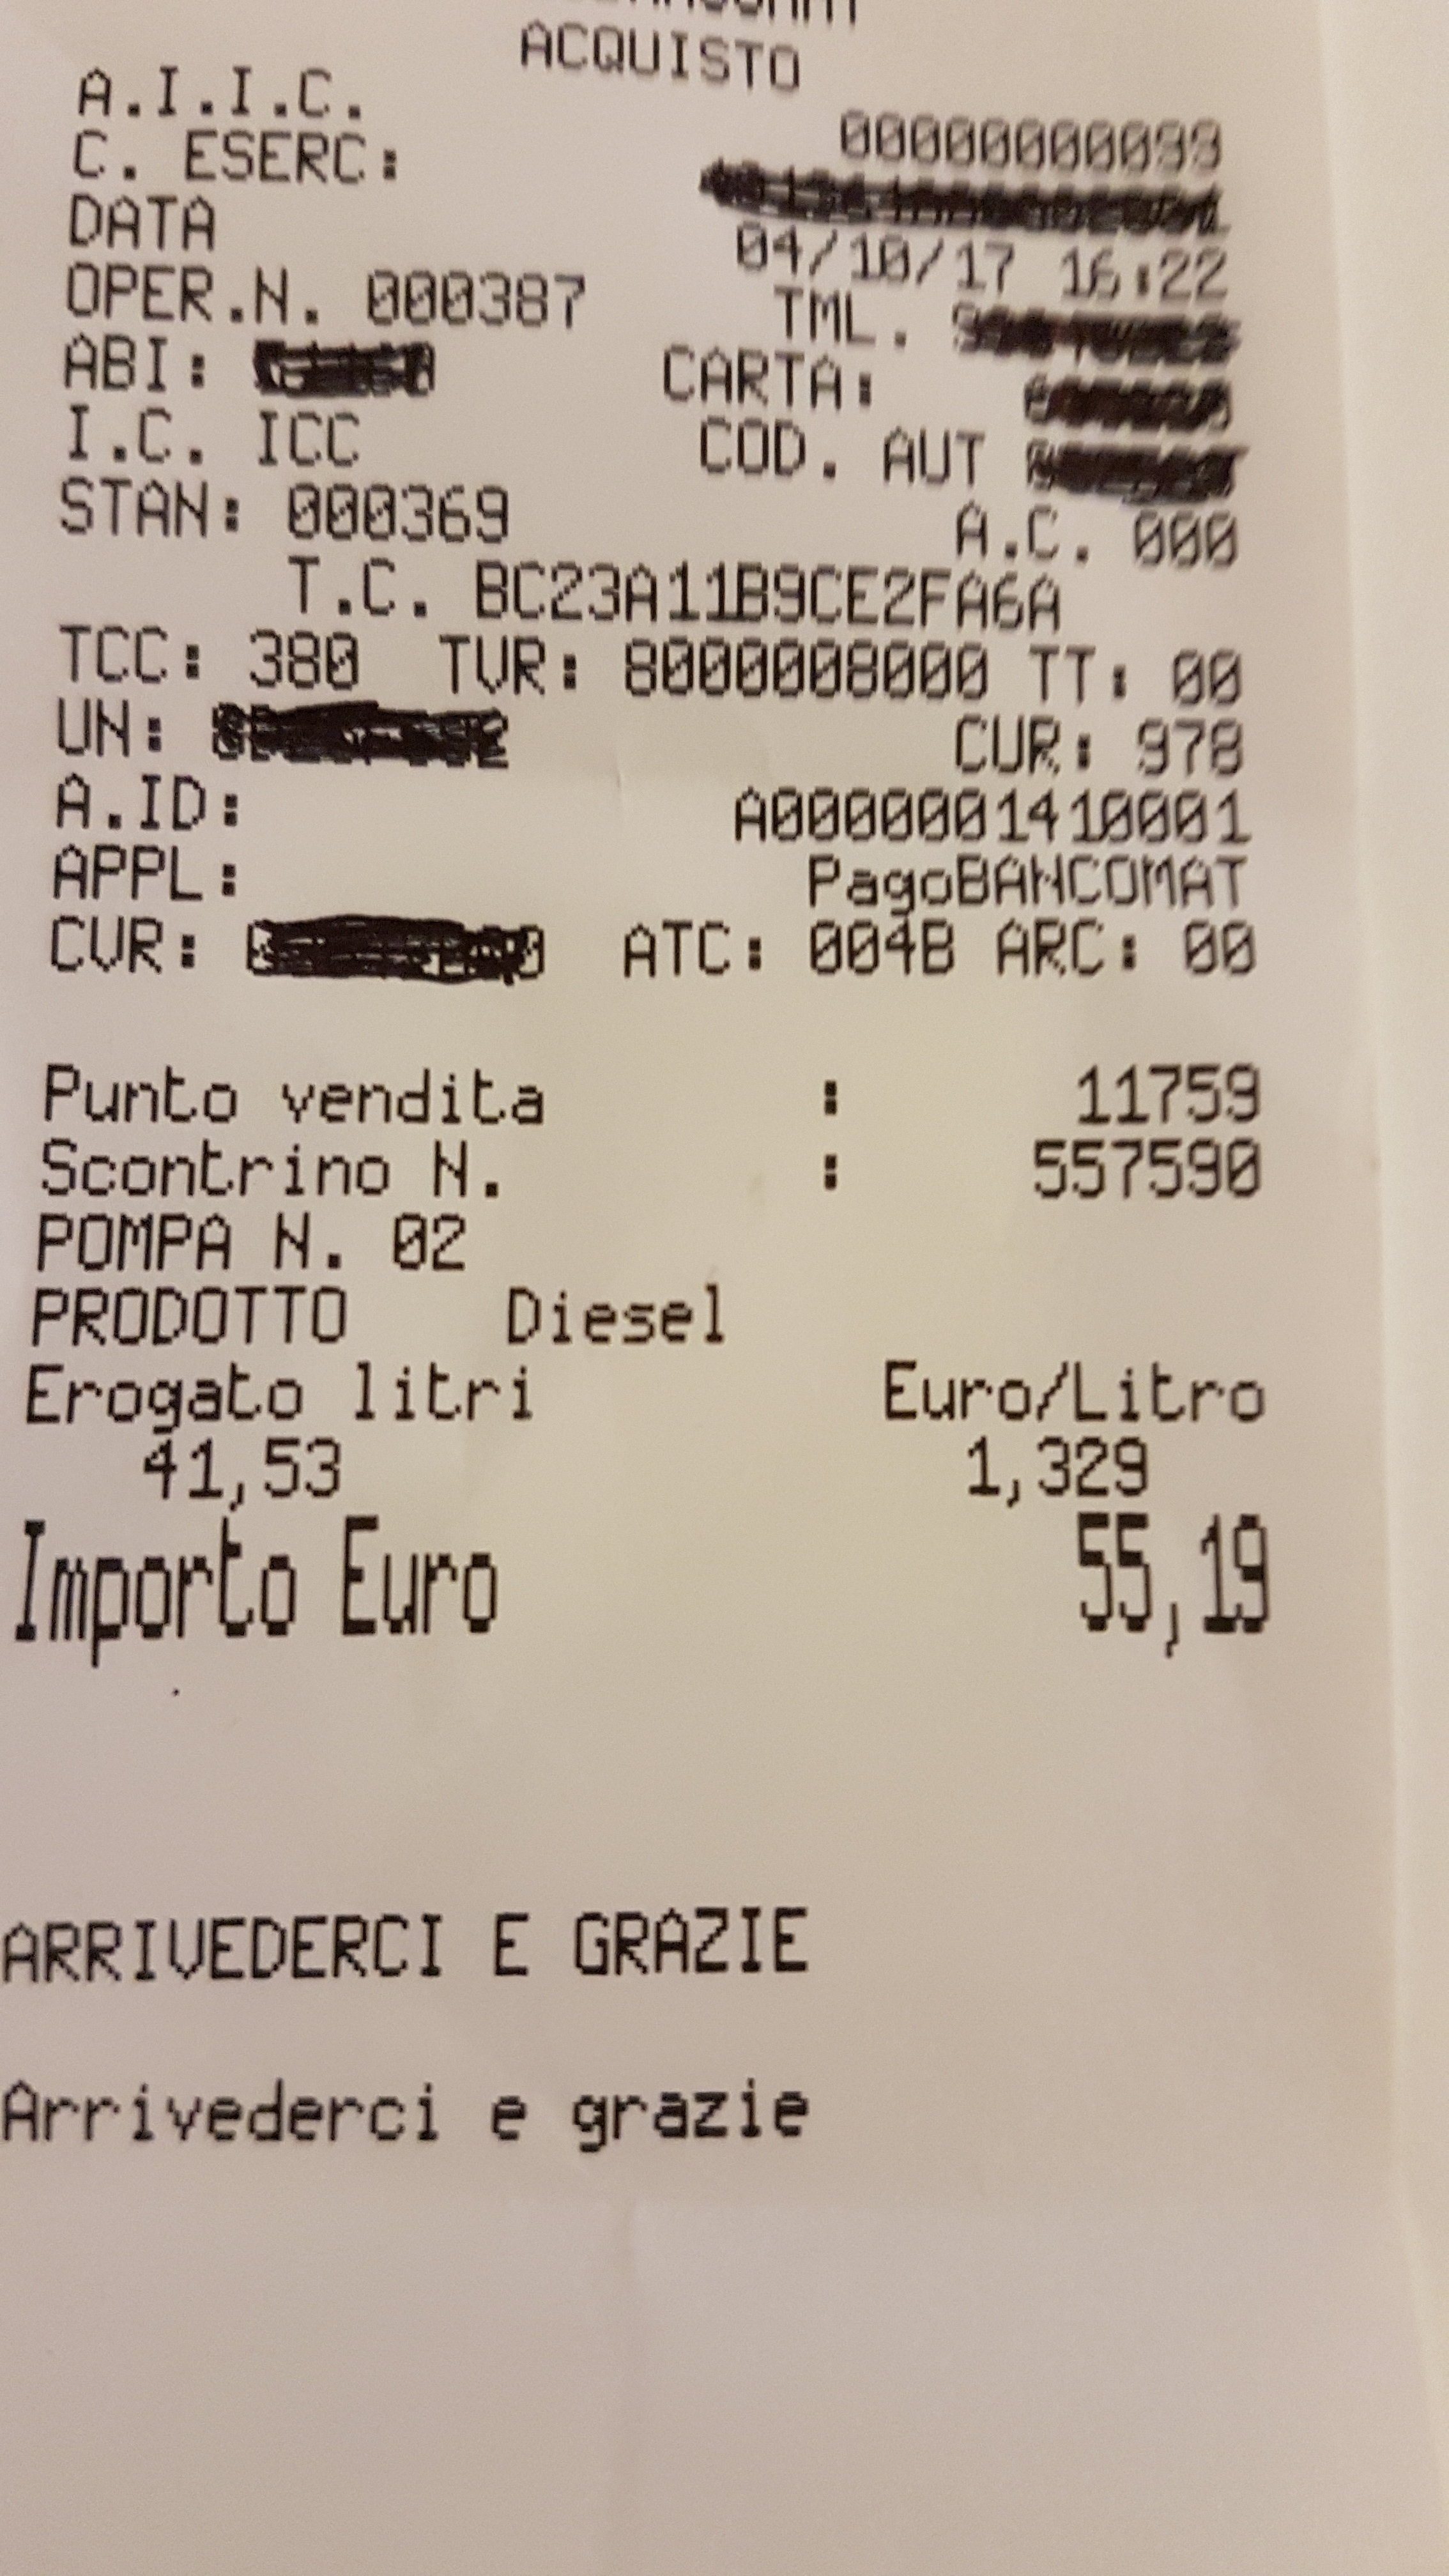 ACQUISTO
A.I.I.C. 00000000099
C. ESERC:
DATA 04/10/17 16:22
OPER.N. 000387 TML.
ABI: CARTA:
I.C. ICC COD. AUT
STAN: 000369 A.C. 000
T.C. BC23A11B9CE2FA6A
TCC: 380 TVR: 8000008000 TT: 00
UN: CUR: 978
A.ID: A0000001410001
APPL: PagoBANCOMAT
CVR: ATC: 004B ARC: 00
Punto vendita : 11759
Scontrino N. : 557590
POMPA N. 02
PRODOTTO Diesel
Erogato litri Euro/Litro
41,53 1,329
Importo Euro 55,19
ARRIVEDERCI E GRAZIE
Arrivederci e grazie